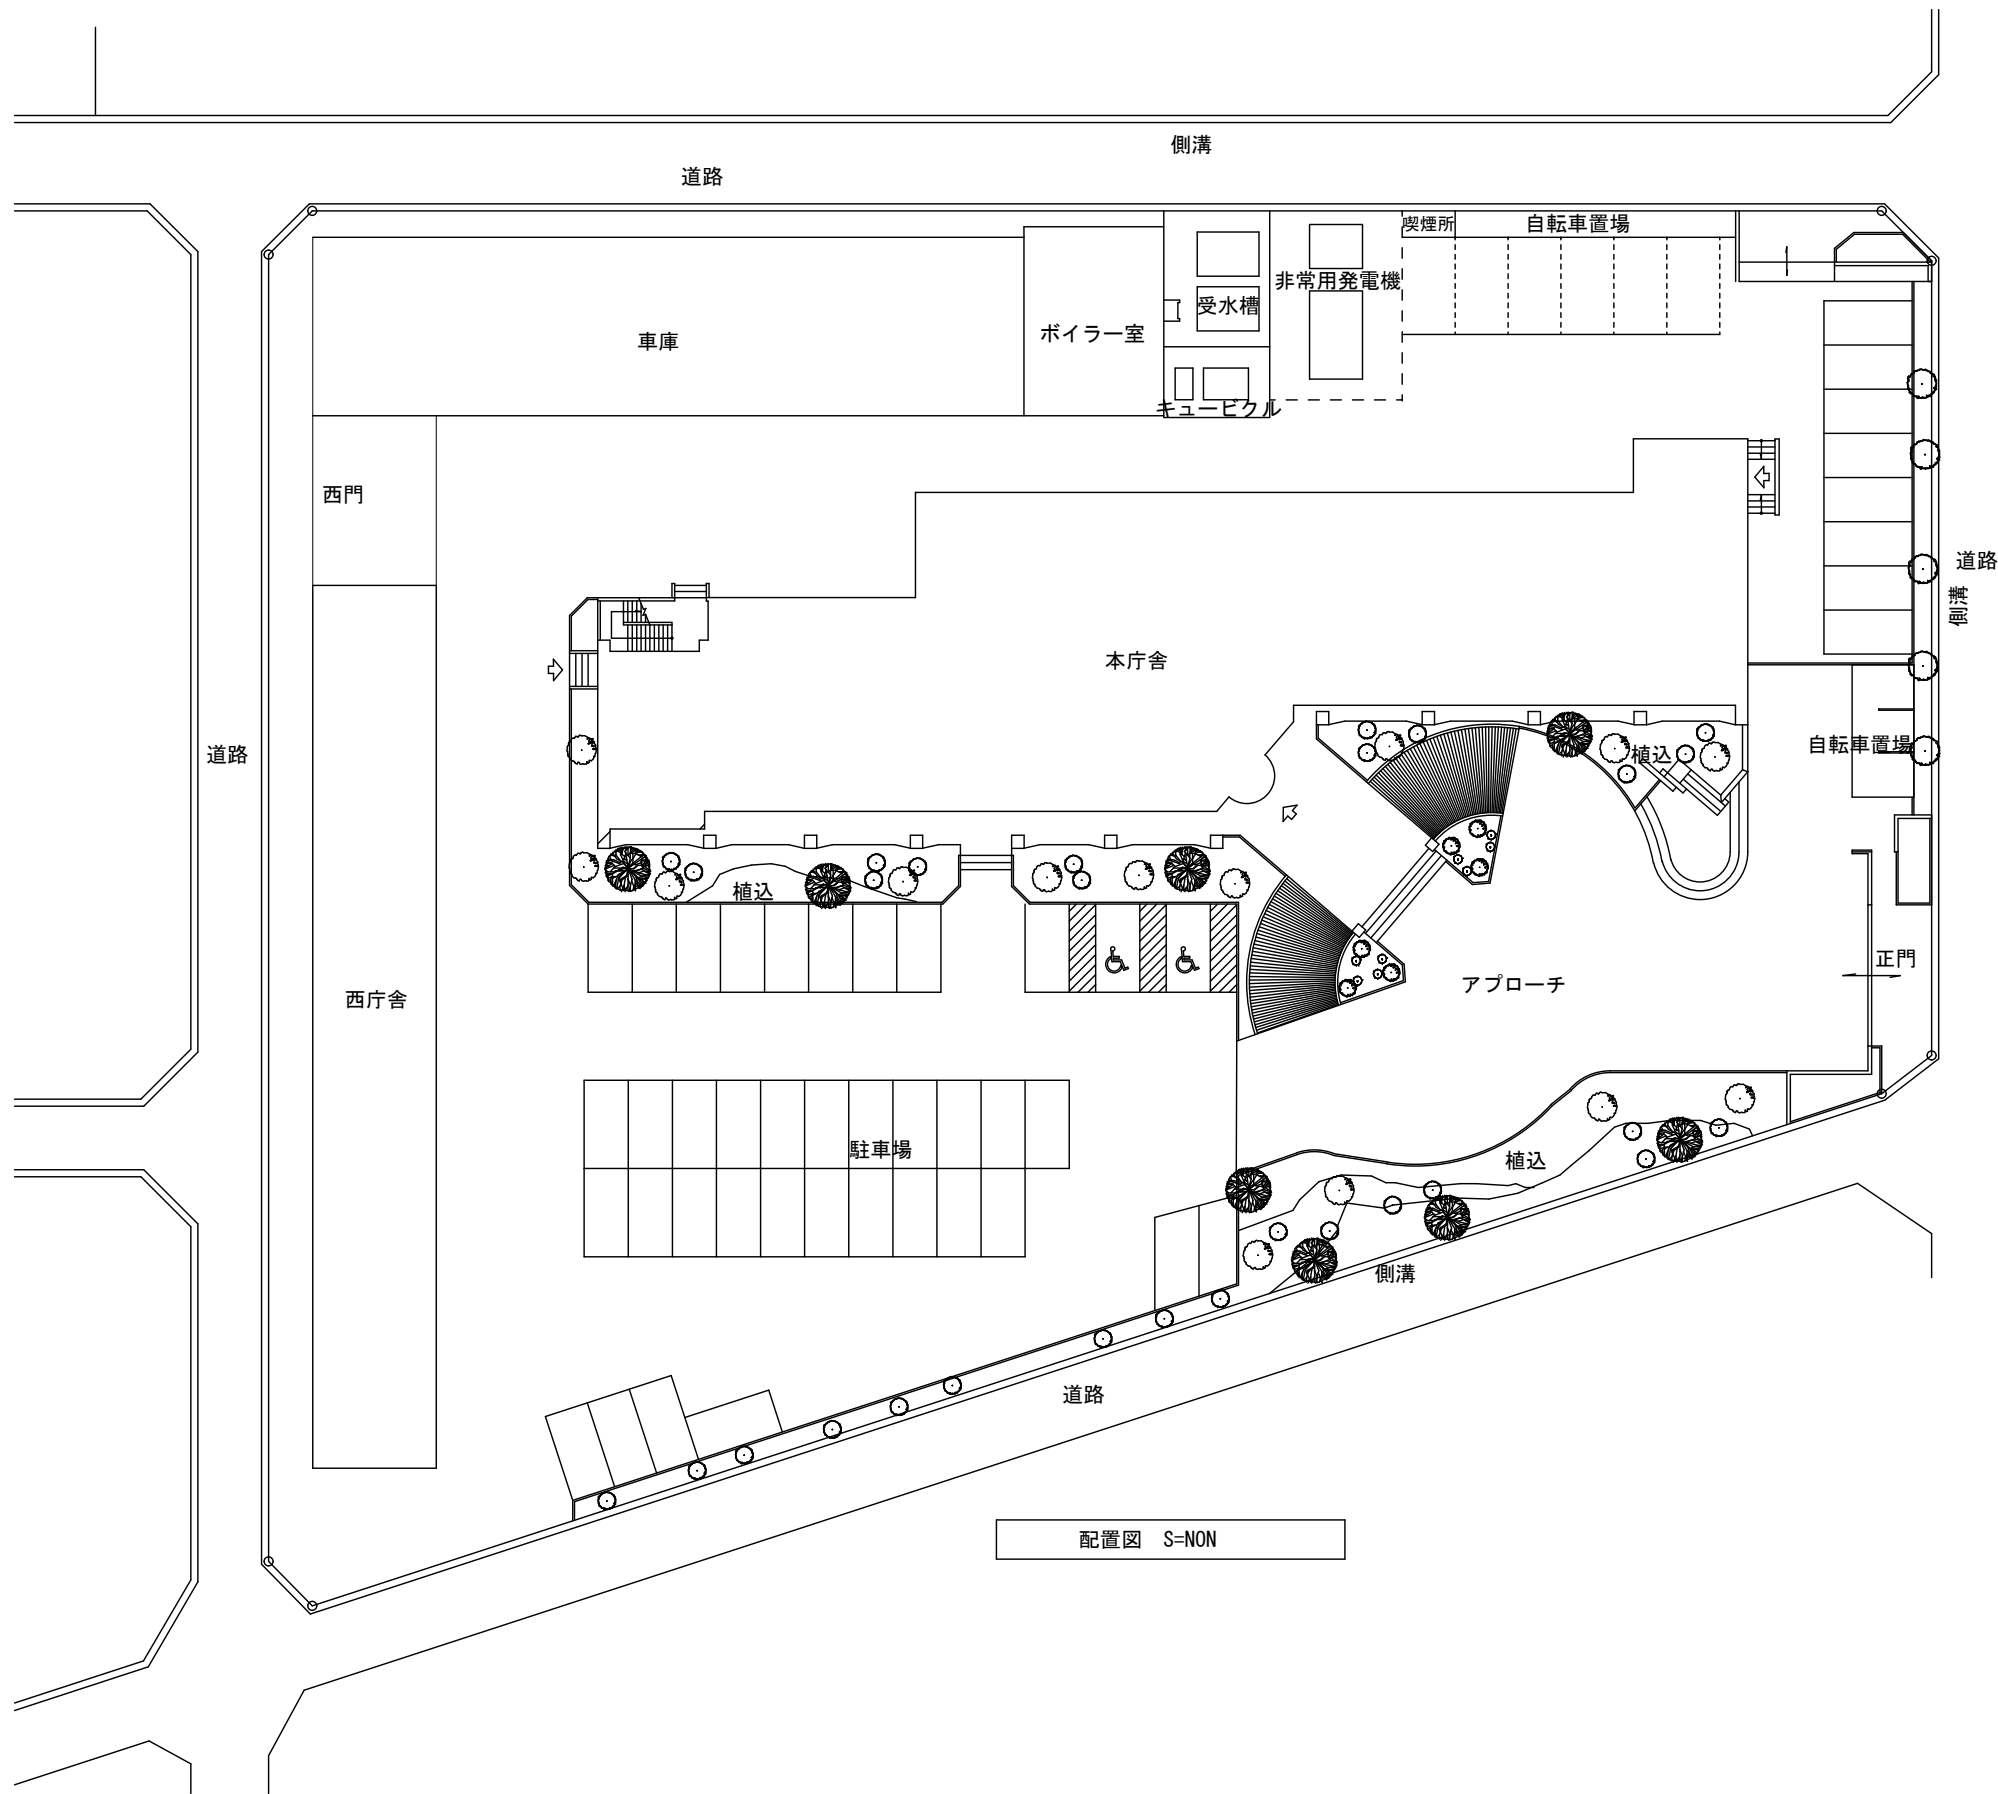 側溝
道路
喫煙所
自転車置場
非常用発電機
受水槽
ボイラー室
車庫
キュービクル
西門
道路
側溝
本庁舎
道路
自転車置場
植込
植込
正門
アプローチ
西庁舎
駐車場
植込
側溝
道路
配置図 S=NON